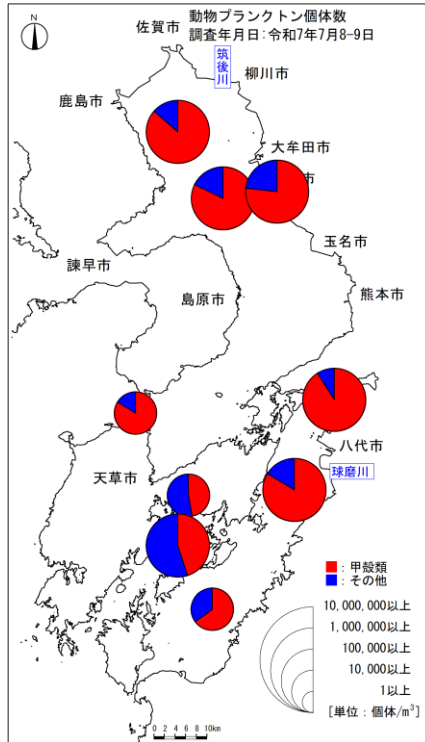 動物プランクトン個体数
調査年月日:令和7年7月8-9日
N
佐賀市
筑後川
柳川市
鹿島市
大牟田市
市
玉名市
諫早市
島原市
熊本市
八代市
球磨川
天草市
:甲殻類
:その他
10,000,000以上
1,000,000以上
100,000以上
10,000以上
1以上
[単位:個体/m³]
0 2 4 6 8 10km